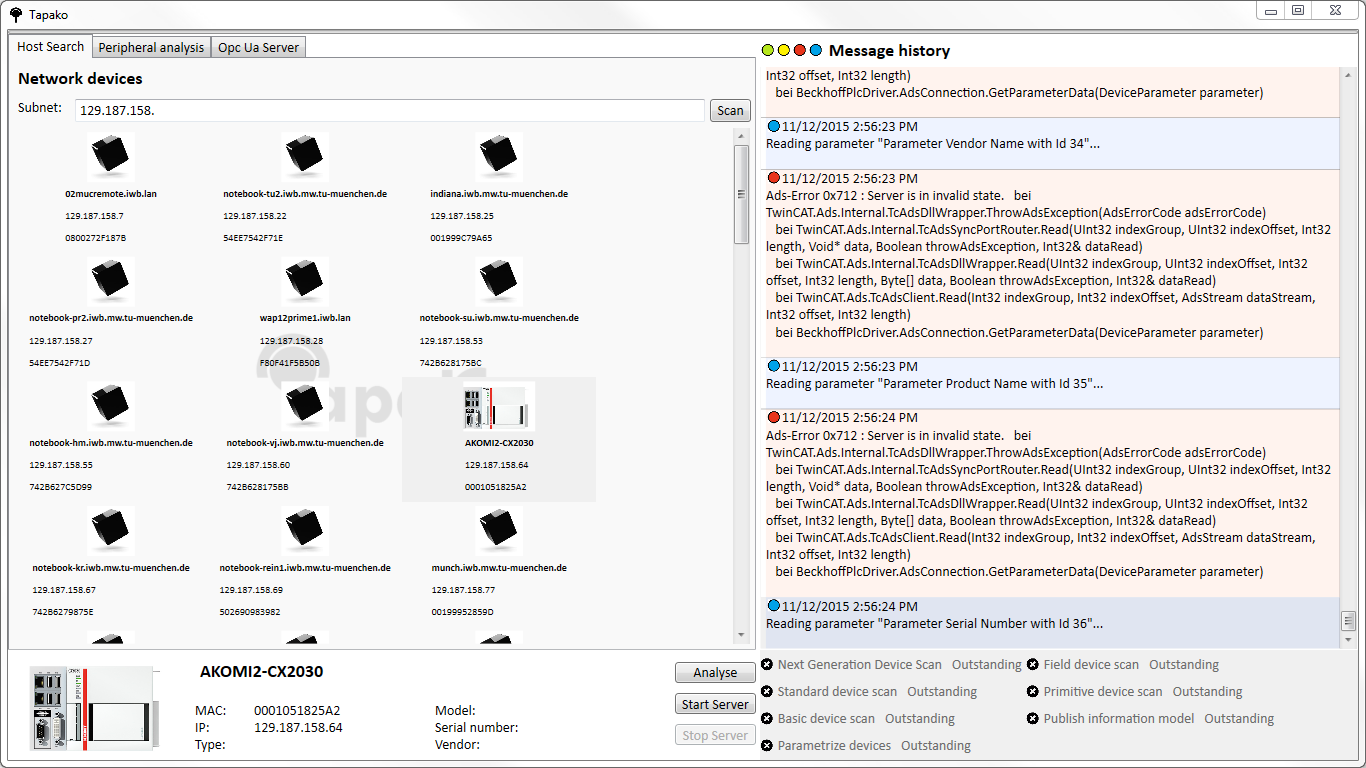 Tapako
Host Search
Peripheral analysis
Opc Ua Server
Network devices
Subnet:
129.187.158.
Scan
02mucremote.iwb.lan
129.187.158.7
0800272F187B
notebook-tu2.iwb.mw.tu-muenchen.de
129.187.158.22
54EE7542F71E
indiana.iwb.mw.tu-muenchen.de
129.187.158.25
001999C79A65
notebook-pr2.iwb.mw.tu-muenchen.de
129.187.158.27
54EE7542F71D
wap12prime1.iwb.lan
129.187.158.28
F80F41F5B50B
notebook-su.iwb.mw.tu-muenchen.de
129.187.158.53
742B628175BC
notebook-hm.iwb.mw.tu-muenchen.de
129.187.158.55
742B627C5D99
notebook-vj.iwb.mw.tu-muenchen.de
129.187.158.60
742B628175BB
AKOMI2-CX2030
129.187.158.64
0001051825A2
notebook-kr.iwb.mw.tu-muenchen.de
129.187.158.67
742B6279875E
notebook-rein1.iwb.mw.tu-muenchen.de
129.187.158.69
502690983982
munch.iwb.mw.tu-muenchen.de
129.187.158.77
00199952859D
AKOMI2-CX2030
MAC: 0001051825A2
IP: 129.187.158.64
Type:
Model:
Serial number:
Vendor:
Analyse
Start Server
Stop Server
Message history
Int32 offset, Int32 length)
bei BeckhoffPlcDriver.AdsConnection.GetParameterData(DeviceParameter parameter)
11/12/2015 2:56:23 PM
Reading parameter "Parameter Vendor Name with Id 34"...
11/12/2015 2:56:23 PM
Ads-Error 0x712 : Server is in invalid state.   bei
TwinCAT.Ads.Internal.TcAdsDllWrapper.ThrowAdsException(AdsErrorCode adsErrorCode)
bei TwinCAT.Ads.Internal.TcAdsSyncPortRouter.Read(UInt32 indexGroup, UInt32 indexOffset, Int32
length, Void* data, Boolean throwAdsException, Int32& dataRead)
bei TwinCAT.Ads.Internal.TcAdsDllWrapper.Read(UInt32 indexGroup, UInt32 indexOffset, Int32
offset, Int32 length, Byte[] data, Boolean throwAdsException, Int32& dataRead)
bei TwinCAT.Ads.TcAdsClient.Read(Int32 indexGroup, Int32 indexOffset, AdsStream dataStream,
Int32 offset, Int32 length)
bei BeckhoffPlcDriver.AdsConnection.GetParameterData(DeviceParameter parameter)
11/12/2015 2:56:23 PM
Reading parameter "Parameter Product Name with Id 35"...
11/12/2015 2:56:24 PM
Ads-Error 0x712 : Server is in invalid state.   bei
TwinCAT.Ads.Internal.TcAdsDllWrapper.ThrowAdsException(AdsErrorCode adsErrorCode)
bei TwinCAT.Ads.Internal.TcAdsSyncPortRouter.Read(UInt32 indexGroup, UInt32 indexOffset, Int32
length, Void* data, Boolean throwAdsException, Int32& dataRead)
bei TwinCAT.Ads.Internal.TcAdsDllWrapper.Read(UInt32 indexGroup, UInt32 indexOffset, Int32
offset, Int32 length, Byte[] data, Boolean throwAdsException, Int32& dataRead)
bei TwinCAT.Ads.TcAdsClient.Read(Int32 indexGroup, Int32 indexOffset, AdsStream dataStream,
Int32 offset, Int32 length)
bei BeckhoffPlcDriver.AdsConnection.GetParameterData(DeviceParameter parameter)
11/12/2015 2:56:24 PM
Reading parameter "Parameter Serial Number with Id 36"...
Next Generation Device Scan Outstanding
Field device scan Outstanding
Standard device scan Outstanding
Primitive device scan Outstanding
Basic device scan Outstanding
Publish information model Outstanding
Parametrize devices Outstanding